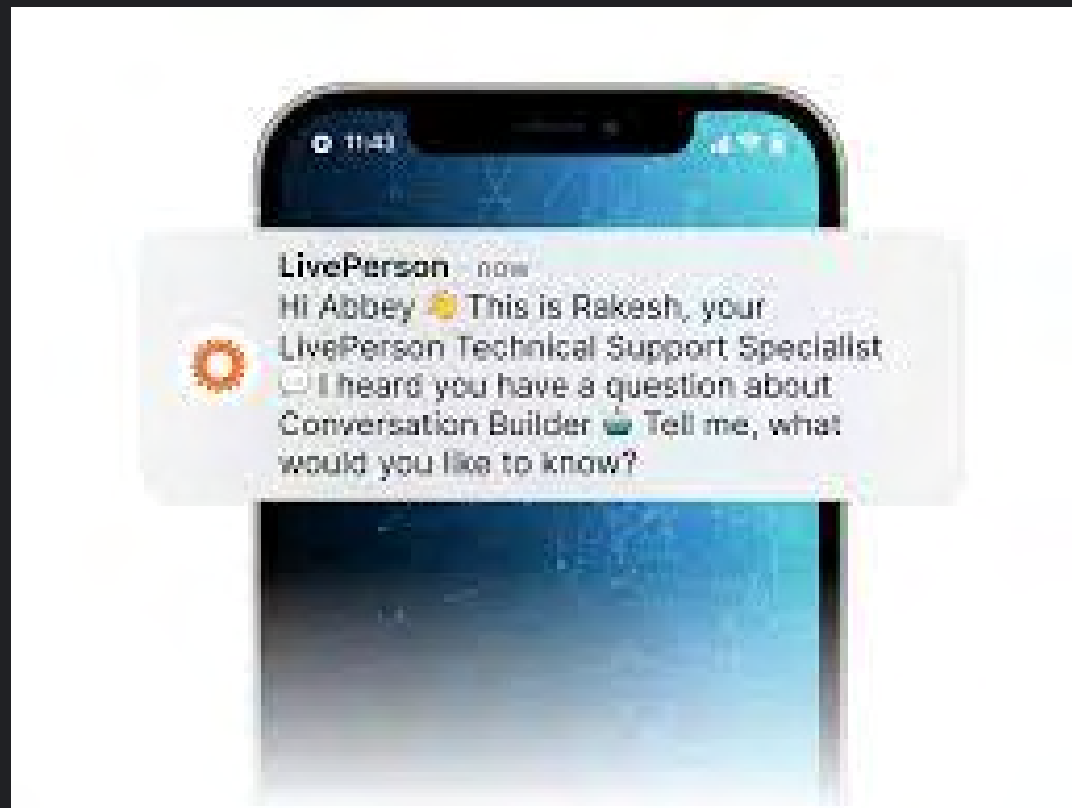 11:43
LivePerson now
Hi Abbey 👋 This is Rakesh, your
LivePerson Technical Support Specialist
💬 I heard you have a question about
Conversation Builder 🤖 Tell me, what
would you like to know?